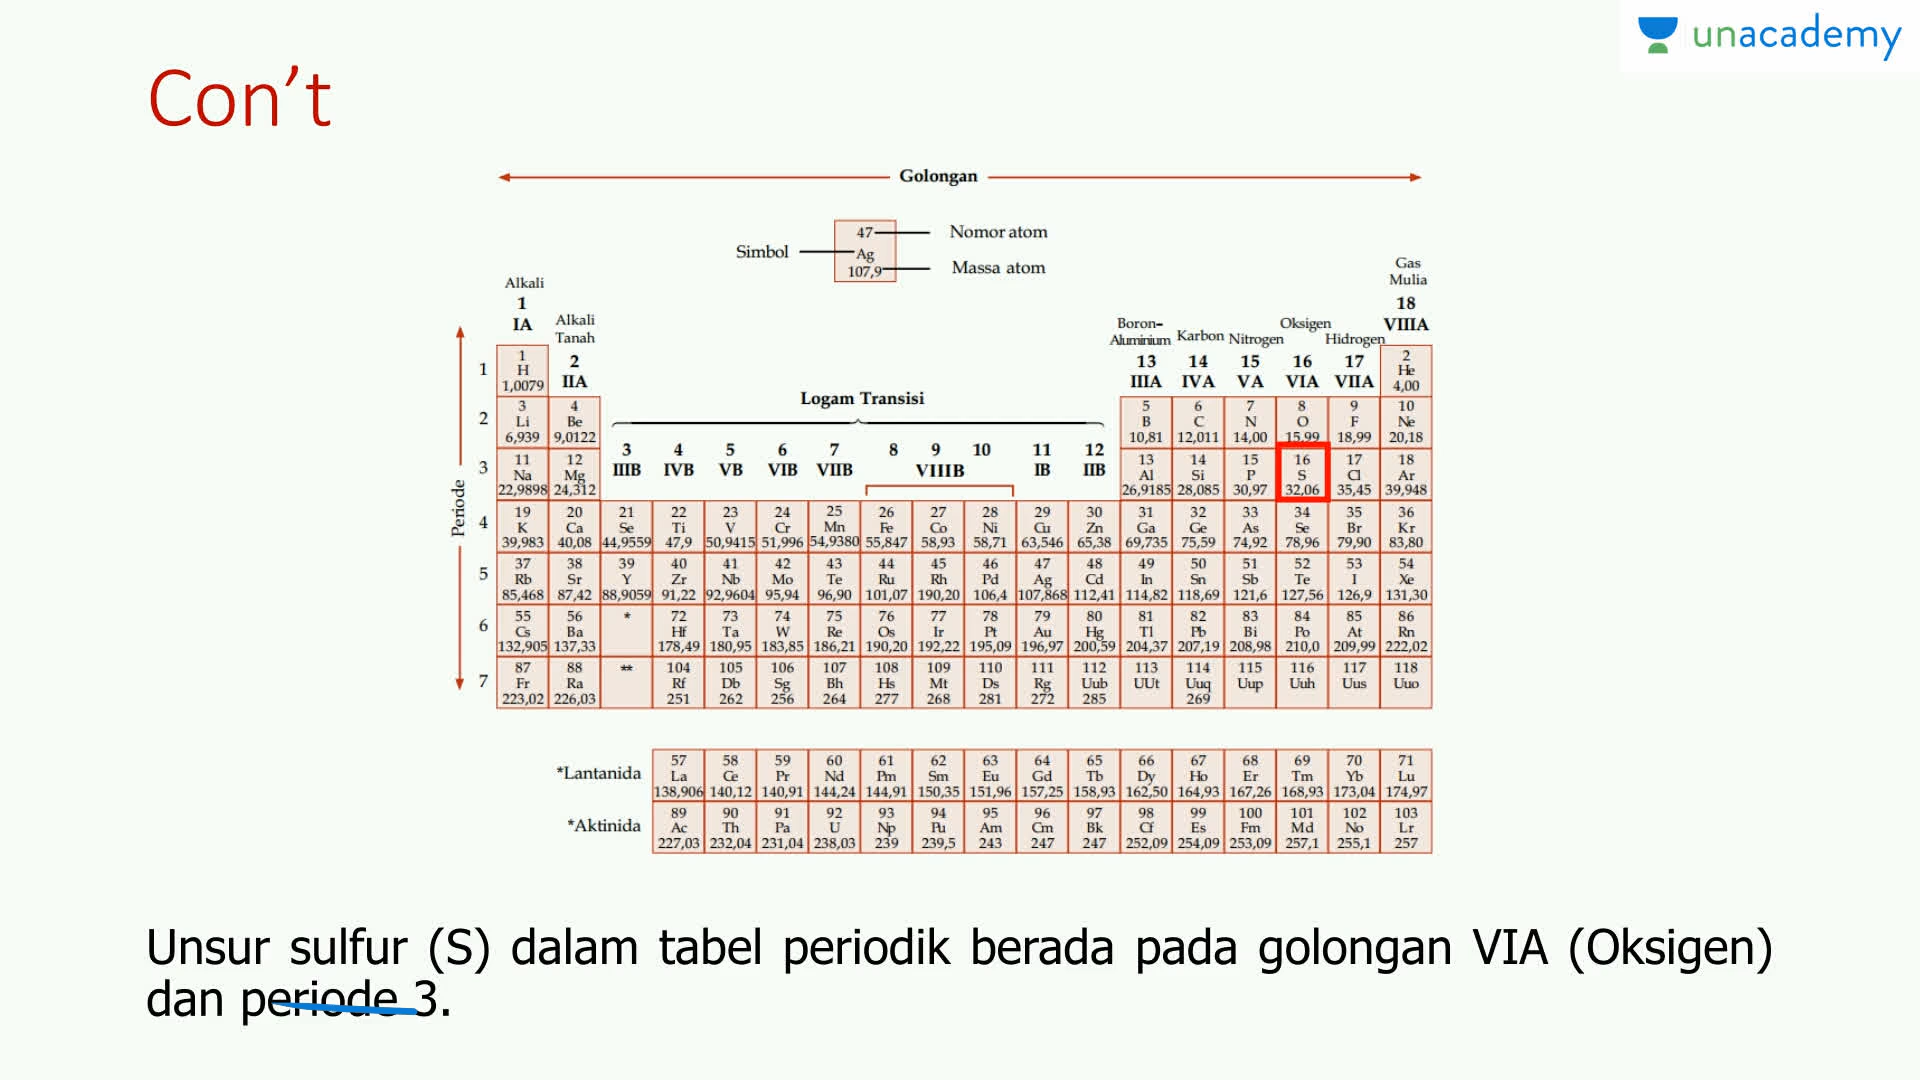 unacademy
Con't
Golongan
47 Nomor atom
Simbol Ag
107,9 Massa atom
Gas
Mulia
Alkali
1 18
IA Alkali Boron- Oksigen VIIIA
Tanah Aluminium Karbon Nitrogen Hidrogen
1 2
1 H 2 13 14 15 16 17 He
1,0079 IIA IIIA IVA VA VIA VIIA 4,00
Logam Transisi
3 4 5 6 7 8 9 10
2 Li Be B C N O F Ne
6,939 9,0122 10,81 12,011 14,00 15,99 18,99 20,18
3 4 5 6 7 8 9 10 11 12
11 12 13 14 15 16 17 18
3 Na Mg IIIB IVB VB VIB VIIB VIIIB IB IIB Al Si P S Cl Ar
22,9898 24,312 26,9185 28,085 30,97 32,06 35,45 39,948
Periode
19 20 21 22 23 24 25 26 27 28 29 30 31 32 33 34 35 36
4 K Ca Se Ti V Cr Mn Fe Co Ni Cu Zn Ga Ge As Se Br Kr
39,983 40,08 44,9559 47,9 50,9415 51,996 54,9380 55,847 58,93 58,71 63,546 65,38 69,735 75,59 74,92 78,96 79,90 83,80
37 38 39 40 41 42 43 44 45 46 47 48 49 50 51 52 53 54
5 Rb Sr Y Zr Nb Mo Te Ru Rh Pd Ag Cd In Sn Sb Te I Xe
85,468 87,42 88,9059 91,22 92,9604 95,94 96,90 101,07 190,20 106,4 107,868 112,41 114,82 118,69 121,6 127,56 126,9 131,30
55 56 * 72 73 74 75 76 77 78 79 80 81 82 83 84 85 86
6 Cs Ba Hf Ta W Re Os Ir Pt Au Hg Tl Pb Bi Po At Rn
132,905 137,33 178,49 180,95 183,85 186,21 190,20 192,22 195,09 196,97 200,59 204,37 207,19 208,98 210,0 209,99 222,02
87 88 ** 104 105 106 107 108 109 110 111 112 113 114 115 116 117 118
7 Fr Ra Rf Db Sg Bh Hs Mt Ds Rg Uub UUt Uuq Uup Uuh Uus Uuo
223,02 226,03 251 262 256 264 277 268 281 272 285 269
57 58 59 60 61 62 63 64 65 66 67 68 69 70 71
*Lantanida La Ce Pr Nd Pm Sm Eu Gd Tb Dy Ho Er Tm Yb Lu
138,906 140,12 140,91 144,24 144,91 150,35 151,96 157,25 158,93 162,50 164,93 167,26 168,93 173,04 174,97
89 90 91 92 93 94 95 96 97 98 99 100 101 102 103
*Aktinida Ac Th Pa U Np Pu Am Cm Bk Cf Es Fm Md No Lr
227,03 232,04 231,04 238,03 239 239,5 243 247 247 252,09 254,09 253,09 257,1 255,1 257
Unsur sulfur (S) dalam tabel periodik berada pada golongan VIA (Oksigen)
dan periode 3.